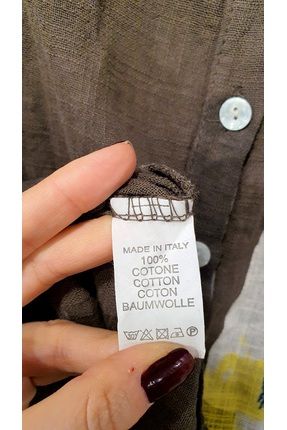 MADE IN ITALY
100%
COTONE
COTTON
COTON
BAUMWOLLE